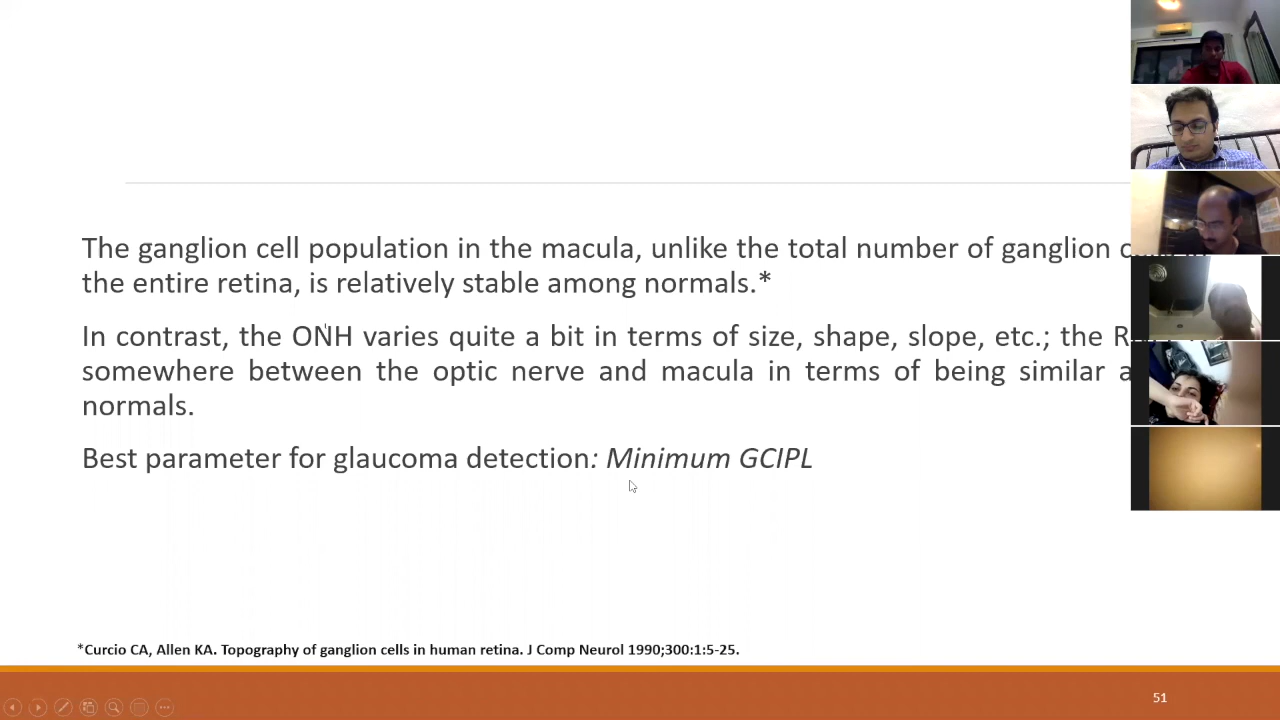 The ganglion cell population in the macula, unlike the total number of ganglion
the entire retina, is relatively stable among normals.*
In contrast, the ONH varies quite a bit in terms of size, shape, slope, etc.; the
somewhere between the optic nerve and macula in terms of being similar
normals.
Best parameter for glaucoma detection: Minimum GCIPL
*Curcio CA, Allen KA. Topography of ganglion cells in human retina. J Comp Neurol 1990;300:1:5-25.
51